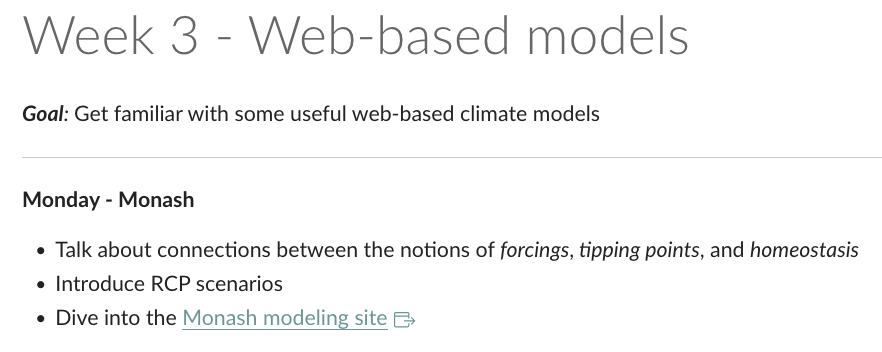 Week 3 - Web-based models
Goal: Get familiar with some useful web-based climate models
Monday - Monash
• Talk about connections between the notions of forcings, tipping points, and homeostasis
• Introduce RCP scenarios
• Dive into the Monash modeling site